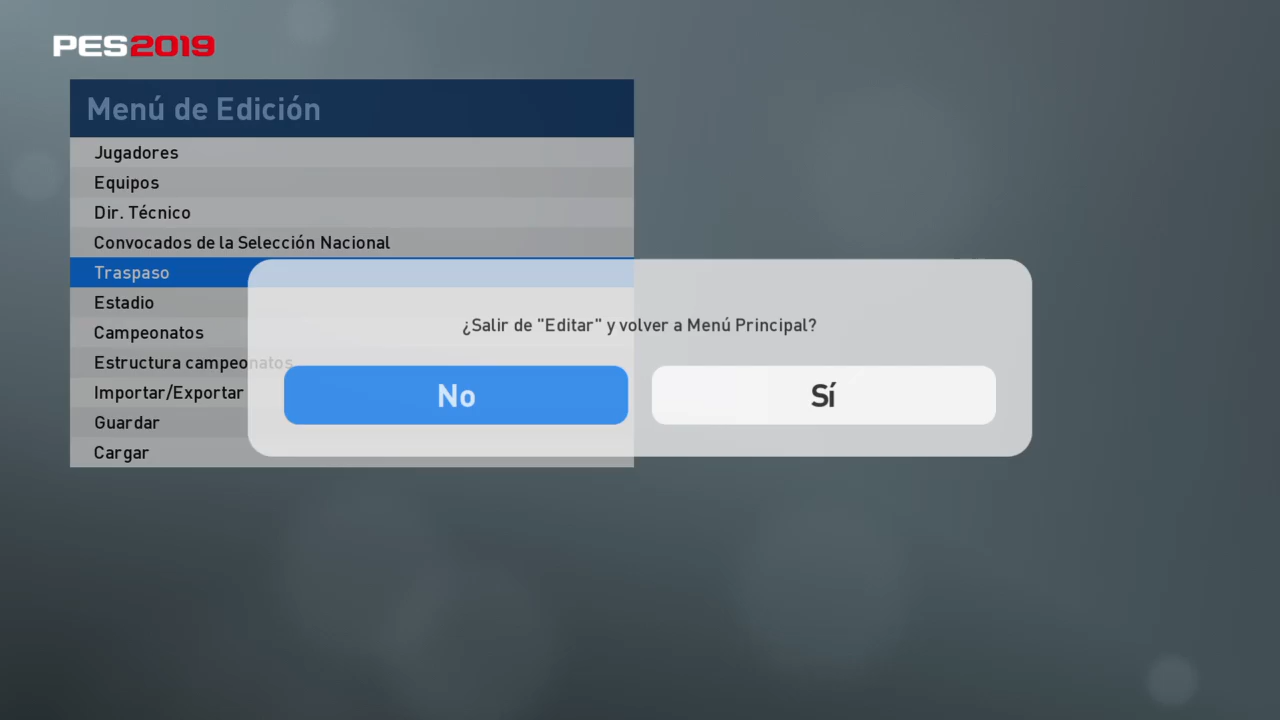 PES2019
Menú de Edición
Jugadores
Equipos
Dir. Técnico
Convocados de la Selección Nacional
Traspaso
Estadio
Campeonatos
Estructura campeonatos
Importar/Exportar
Guardar
Cargar
¿Salir de "Editar" y volver a Menú Principal?
No
Sí